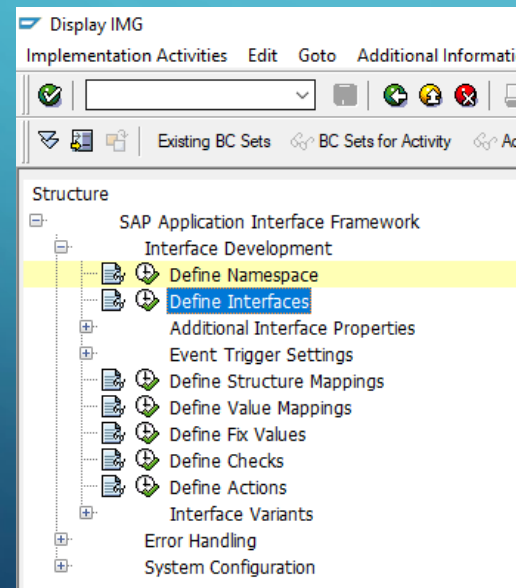 Display IMG
Implementation Activities Edit Goto Additional
Existing BC Sets BC Sets for Activity
Structure
SAP Application Interface Framework
Interface Development
Define Namespace
Define Interfaces
Additional Interface Properties
Event Trigger Settings
Define Structure Mappings
Define Value Mappings
Define Fix Values
Define Checks
Define Actions
Interface Variants
Error Handling
System Configuration